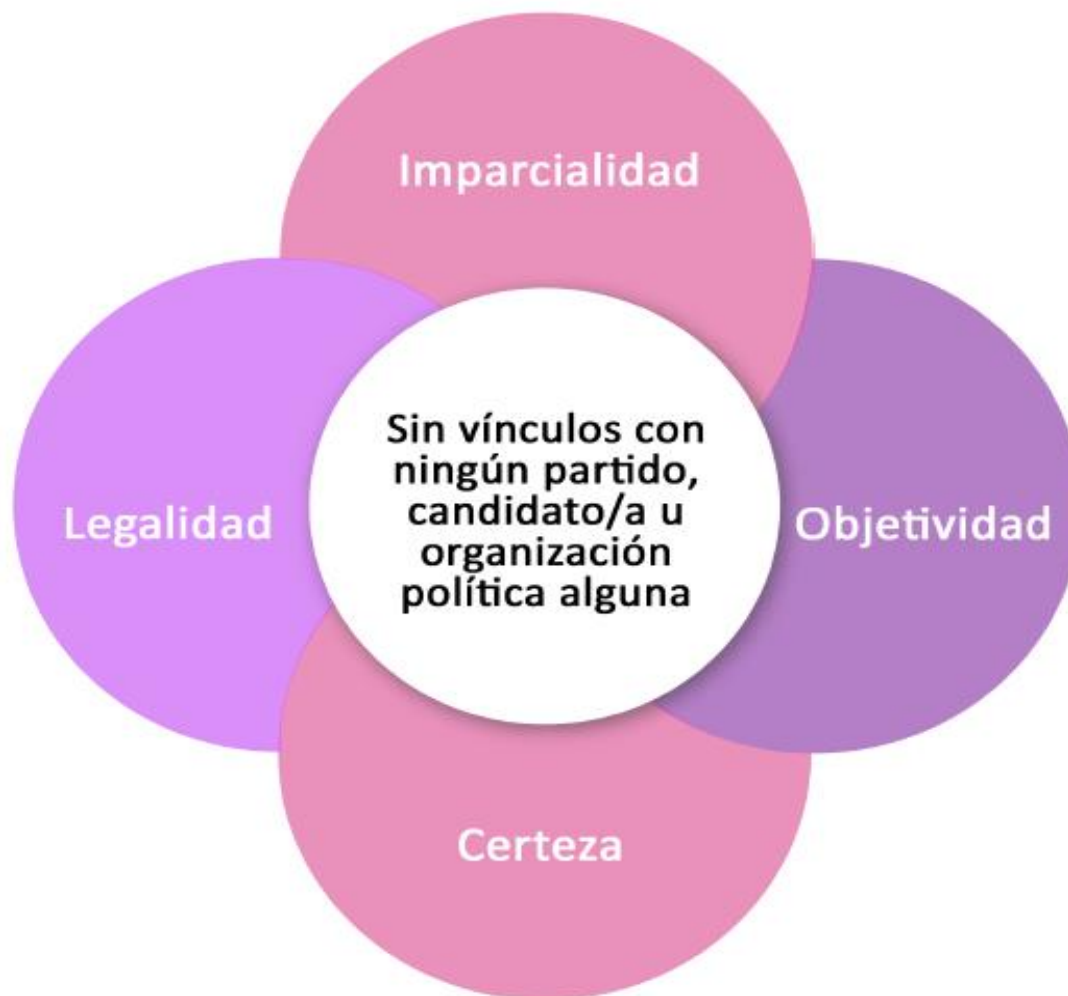 Imparcialidad
Legalidad
Sin vínculos con
ningún partido,
candidato/a u
organización
política alguna
Objetividad
Certeza